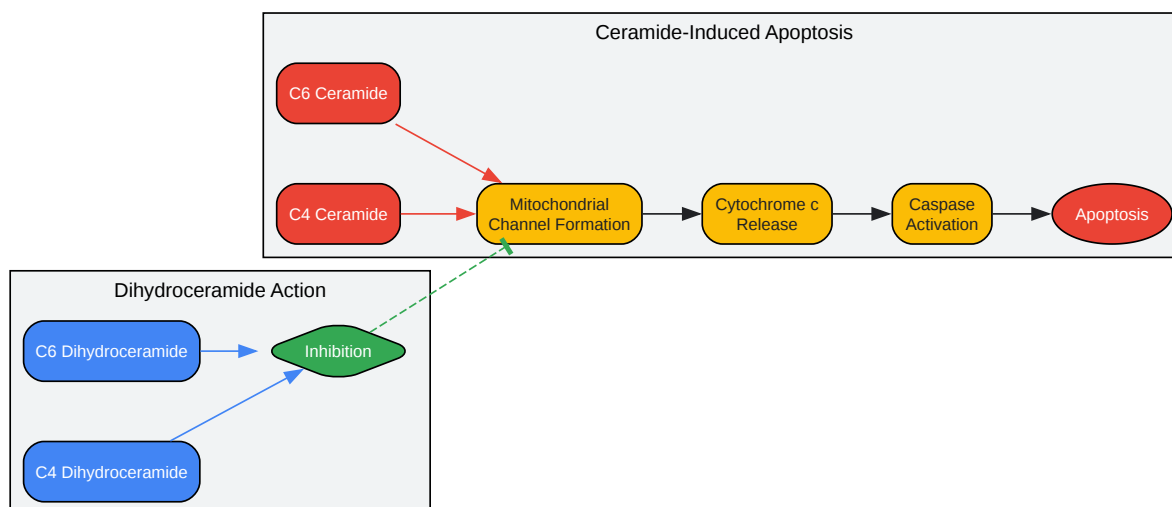 Ceramide-Induced Apoptosis
C6 Ceramide
C4 Ceramide
Mitochondrial
Channel Formation
Cytochrome c
Release
Caspase
Activation
Apoptosis
Dihydroceramide Action
C6 Dihydroceramide
Inhibition
C4 Dihydroceramide